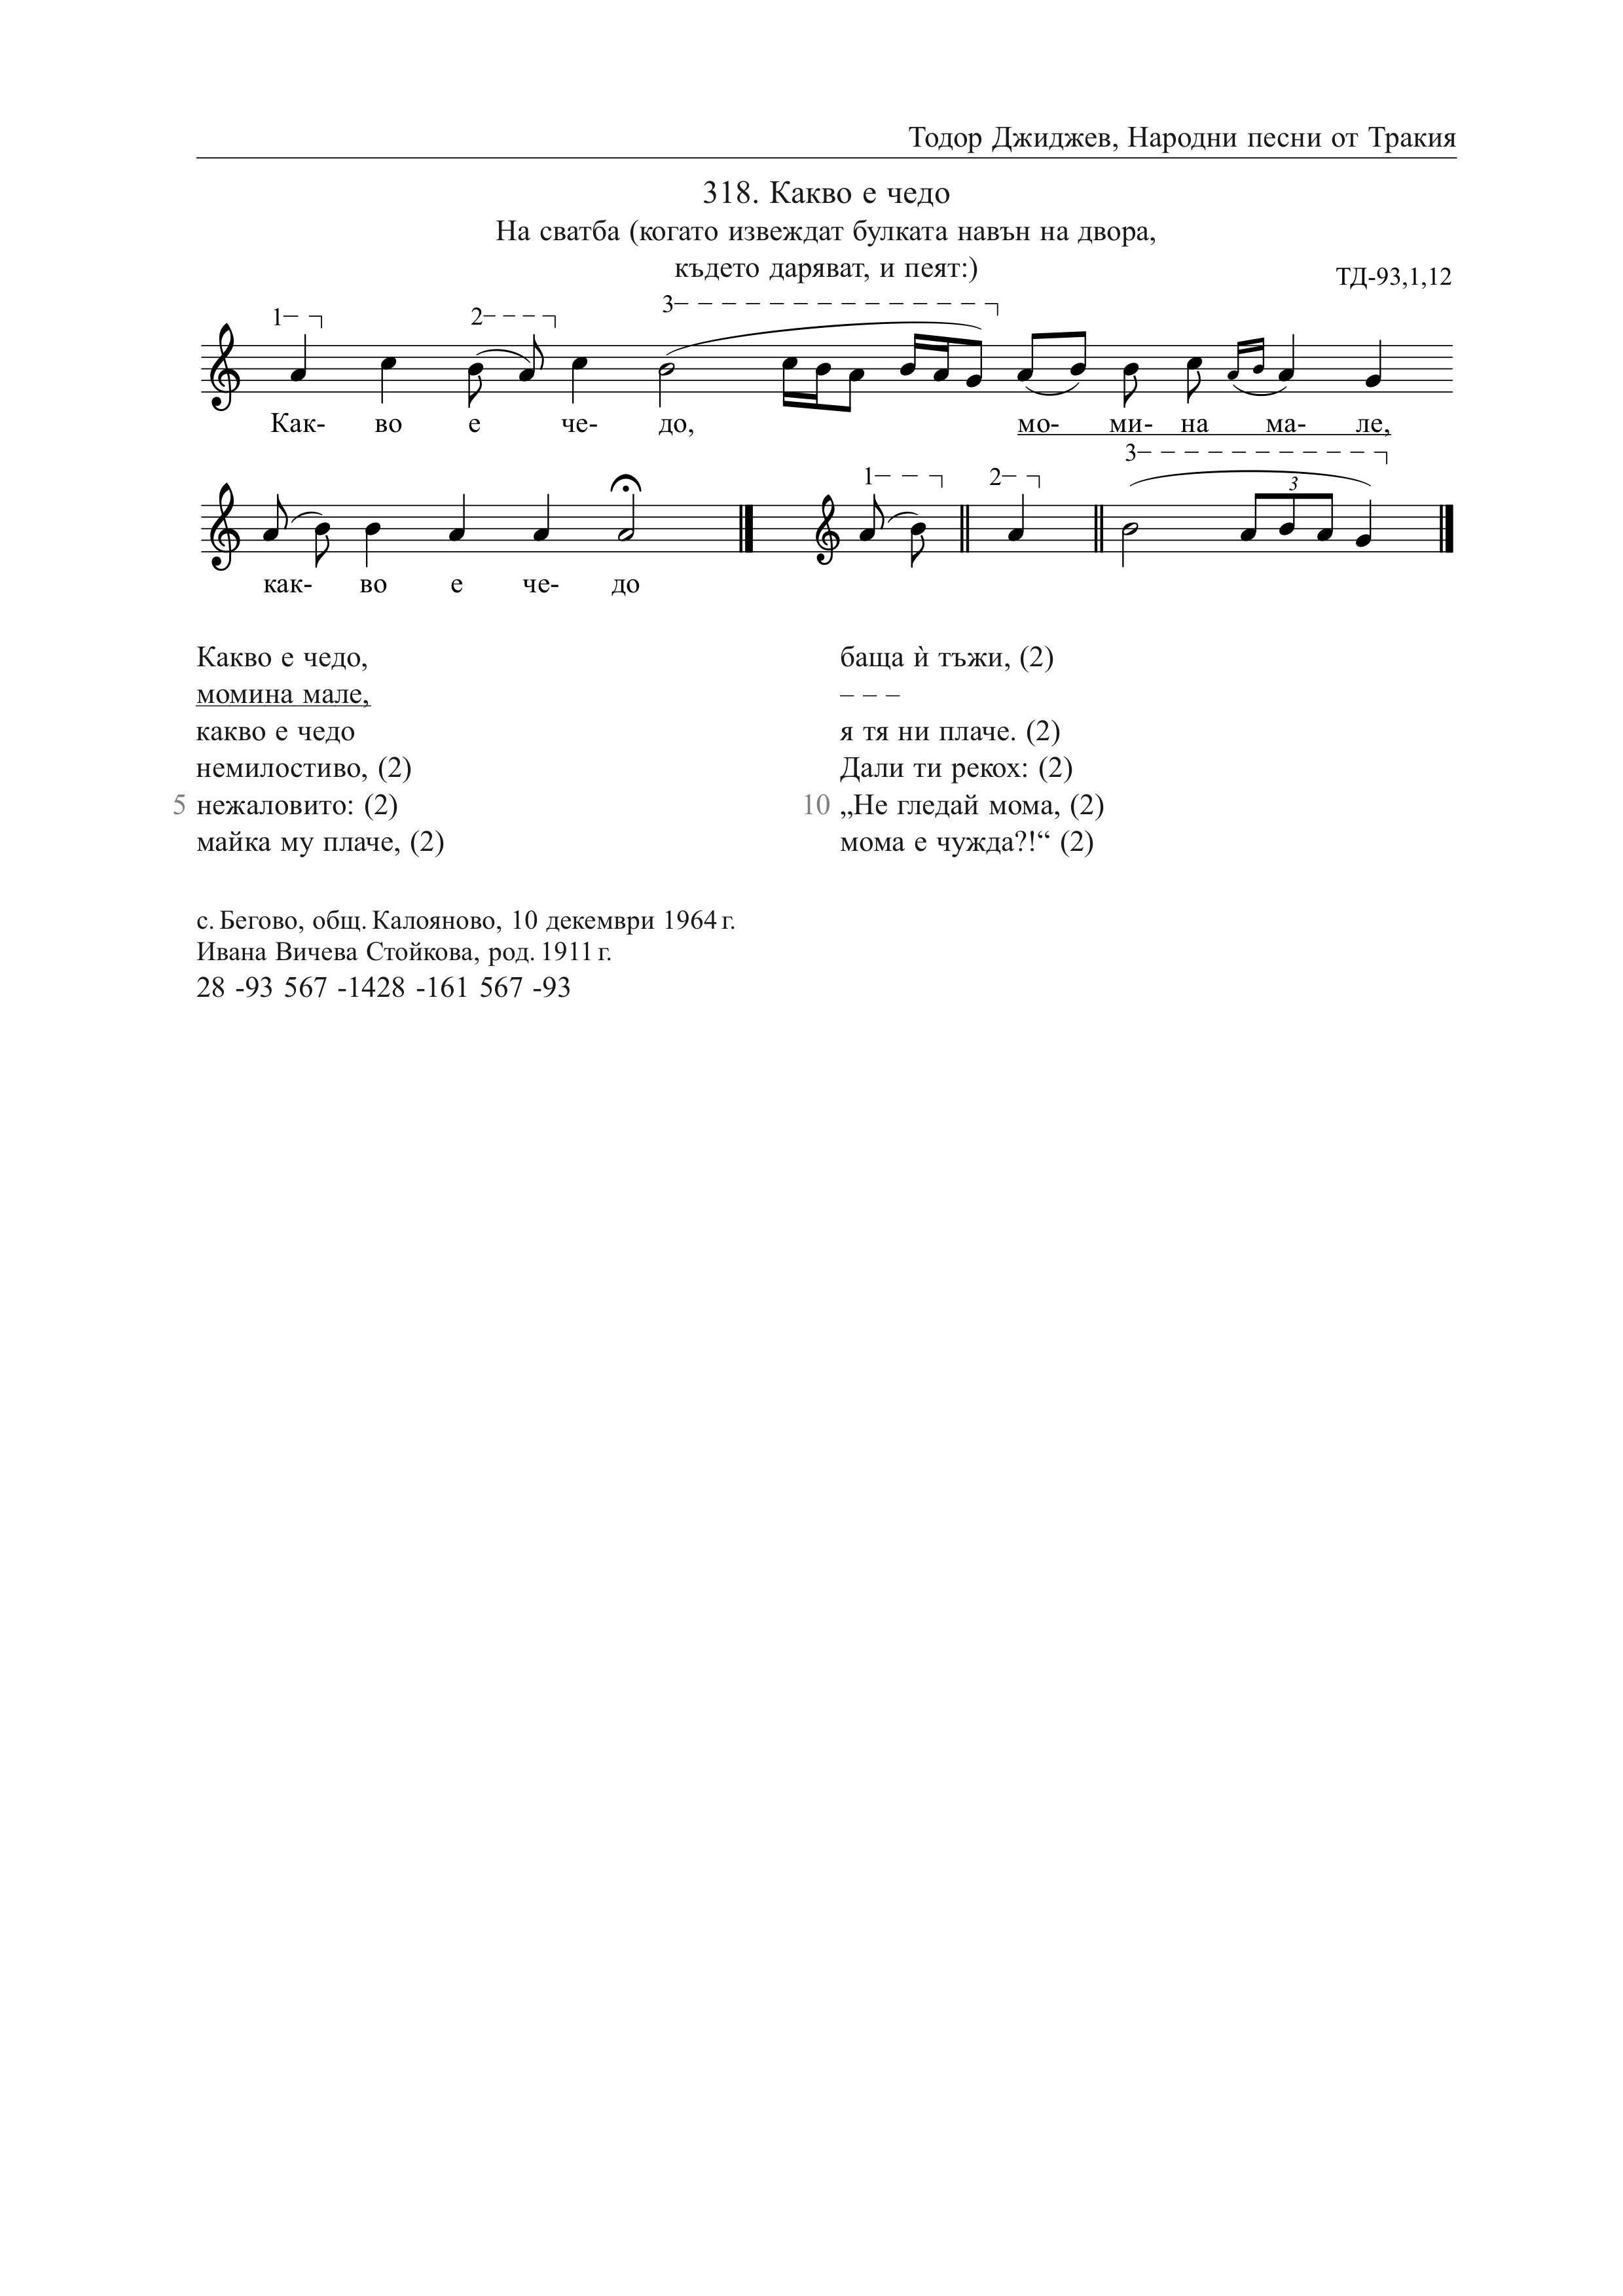 Тодор Джиджев, Народни песни от Тракия
318. Какво е чедо
На сватба (когато извеждат булката навън на двора,
където даряват, и пеят:)
ТД-93,1,12
1 2 3
Как- во е че- до, мо- ми- на ма- ле,
1 2 3
3
как- во е че- до
Какво е чедо,
момина мале,
какво е чедо
немилостиво, (2)
5 нежаловито: (2)
майка му плаче, (2)
баща ѝ тъжи, (2)
– – –
я тя ни плаче. (2)
Дали ти рекох: (2)
10 „Не гледай мома, (2)
мома е чужда?!“ (2)
с. Бегово, общ. Калояново, 10 декември 1964 г.
Ивана Вичева Стойкова, род. 1911 г.
28 -93 567 -1428 -161 567 -93